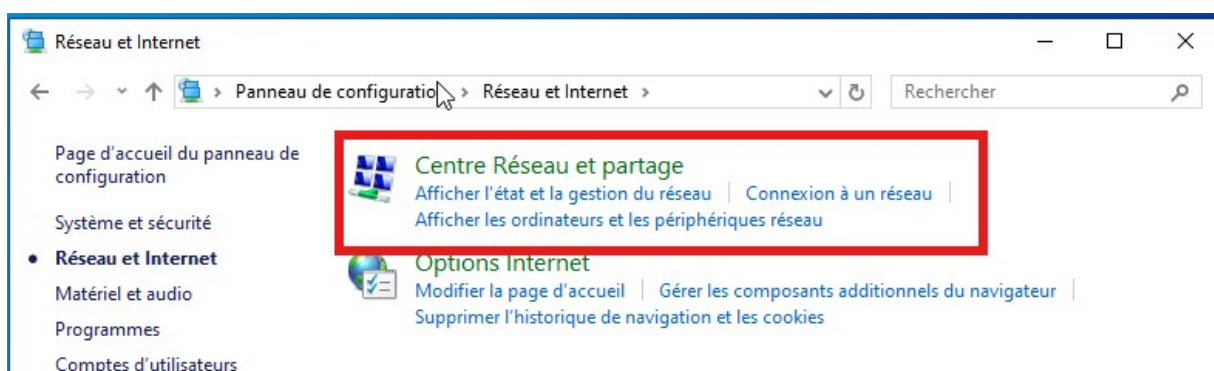 Réseau et Internet
Panneau de configuration > Réseau et Internet >
Rechercher
Page d'accueil du panneau de
configuration
Système et sécurité
Réseau et Internet
Matériel et audio
Programmes
Comptes d'utilisateurs
Centre Réseau et partage
Afficher l'état et la gestion du réseau
Connexion à un réseau
Afficher les ordinateurs et les périphériques réseau
Options Internet
Modifier la page d'accueil
Gérer les composants additionnels du navigateur
Supprimer l'historique de navigation et les cookies